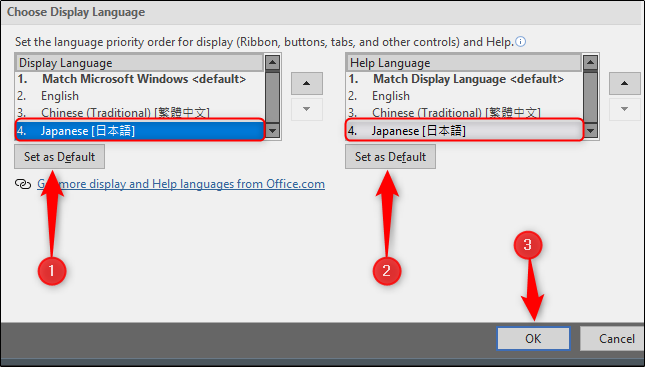 Choose Display Language
Set the language priority order for display (Ribbon, buttons, tabs, and other controls) and Help.
Display Language
1. Match Microsoft Windows <default>
2. English
3. Chinese (Traditional) [繁體中文]
4. Japanese [日本語]
Set as Default
Help Language
1. Match Display Language <default>
2. English
3. Chinese (Traditional) [繁體中文]
4. Japanese [日本語]
Set as Default
Get more display and Help languages from Office.com
1
2
3
OK
Cancel